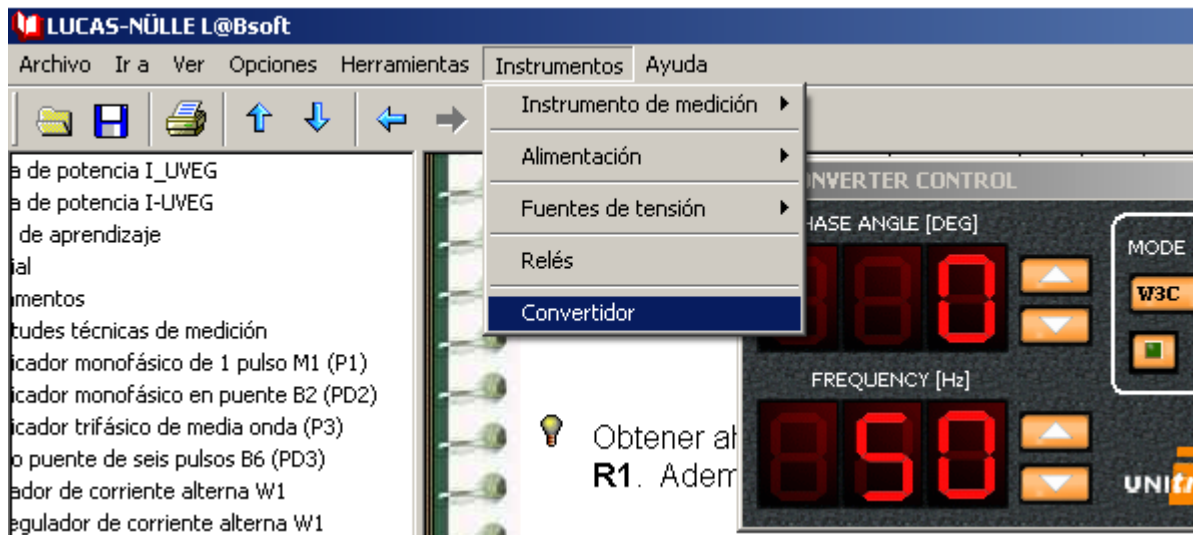 LUCAS-NÜLLE L@Bsoft
Archivo Ir a Ver Opciones Herramientas Instrumentos Ayuda
Instrumento de medición
Alimentación
Fuentes de tensión
Relés
Convertidor
a de potencia I_UVEG
a de potencia I-UVEG
de aprendizaje
ial
amentos
tudes técnicas de medición
icador monofásico de 1 pulso M1 (P1)
icador monofásico en puente B2 (PD2)
icador trifásico de media onda (P3)
o puente de seis pulsos B6 (PD3)
ador de corriente alterna W1
egulador de corriente alterna W1
Obtener ah
R1. Adem
NVERTER CONTROL
HASE ANGLE [DEG]
0
MODE
W3C
FREQUENCY [Hz]
50
UNItr